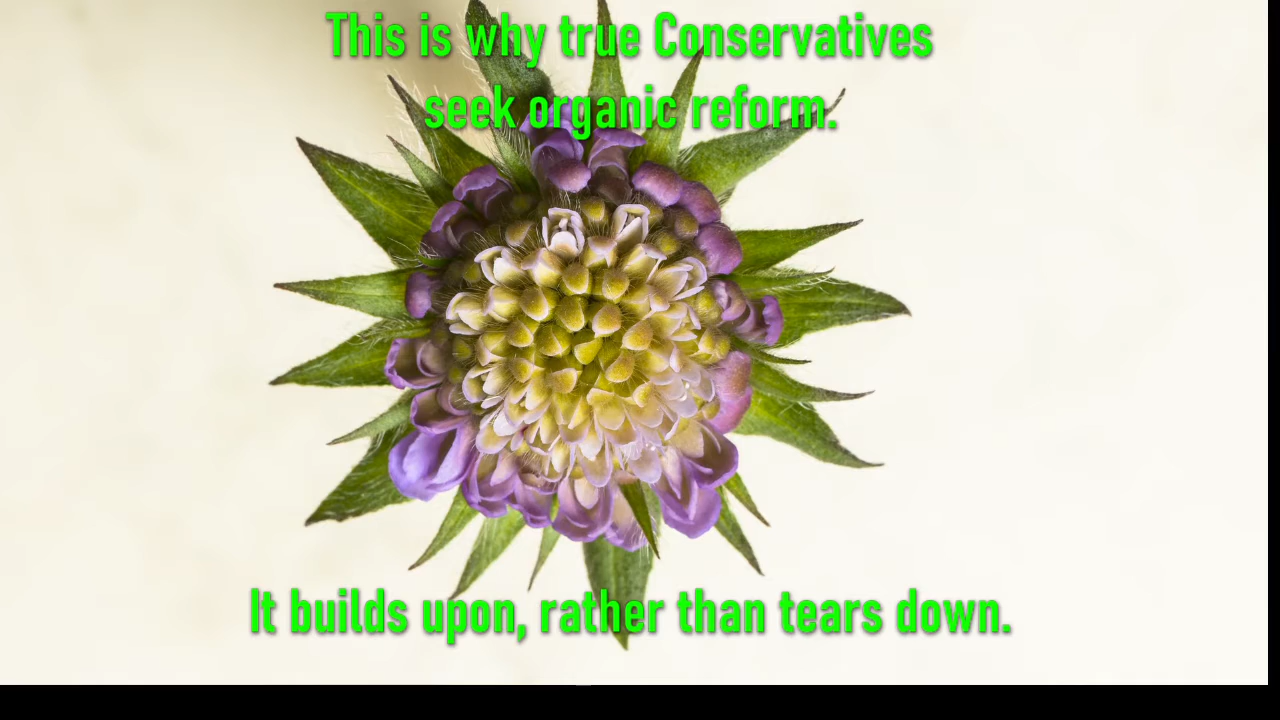 This is why true Conservatives
seek organic reform.
It builds upon, rather than tears down.